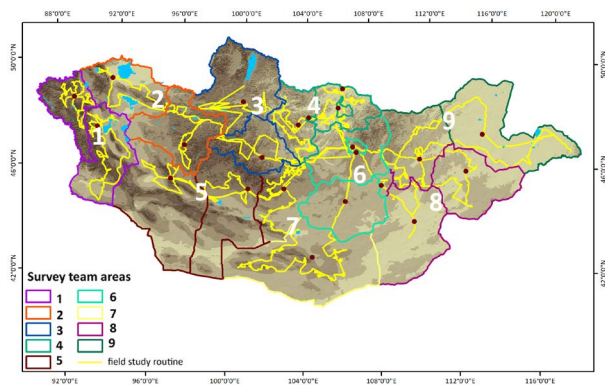 88°0'0"E 92°0'0"E 96°0'0"E 100°0'0"E 104°0'0"E 108°0'0"E 112°0'0"E 116°0'0"E 120°0'0"E
50°0'0"N 50°0'0"N
2 3 4 9
1
46°0'0"N 46°0'0"N
5 6 8
7
42°0'0"N 42°0'0"N
Survey team areas
1 6
2 7
3 8
4 9
5 field study routine
92°0'0"E 96°0'0"E 100°0'0"E 104°0'0"E 108°0'0"E 112°0'0"E 116°0'0"E